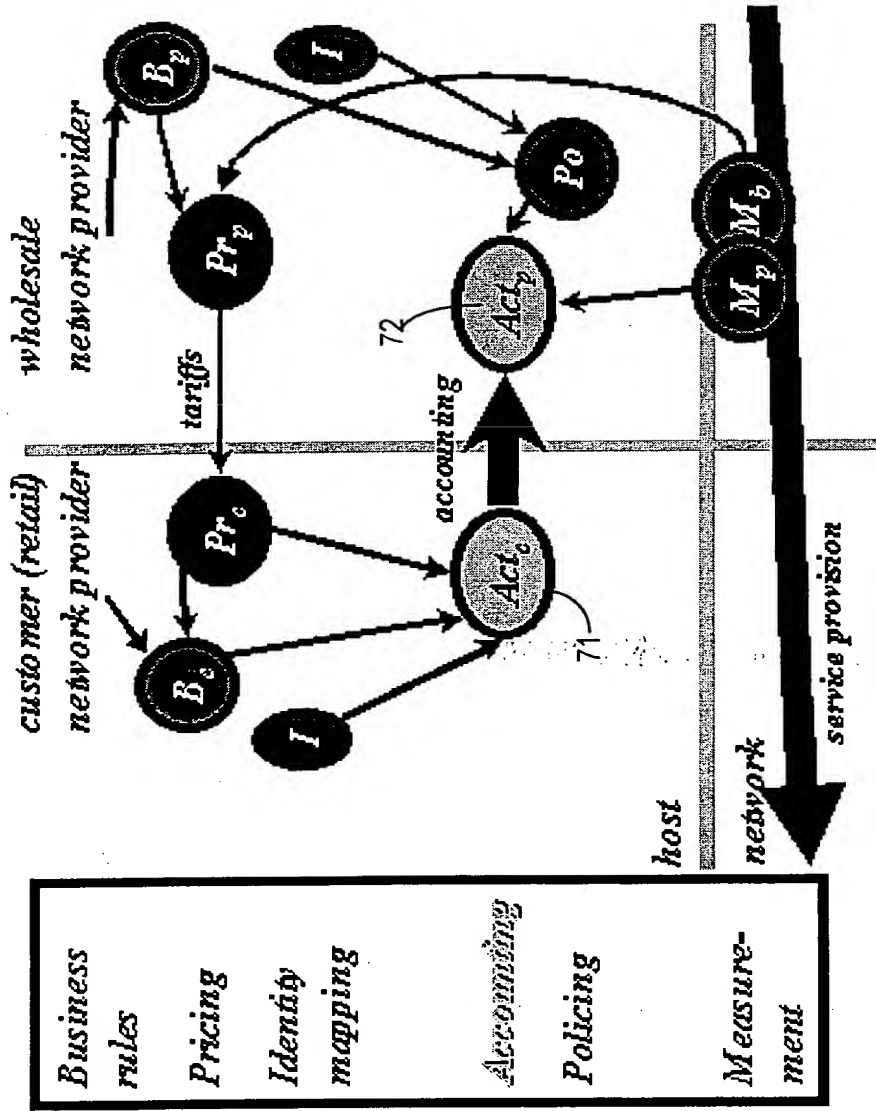 customer (retail)
network provider
wholesale
network provider
B_c
Pr_c
I
Act_c
71
tariffs
accounting
B_p
I
Pr_p
72
Act_p
Po
M_p
M_b
host
network
service provision
Business
rules
Pricing
Identity
mapping
Accounting
Policing
Measure-
ment